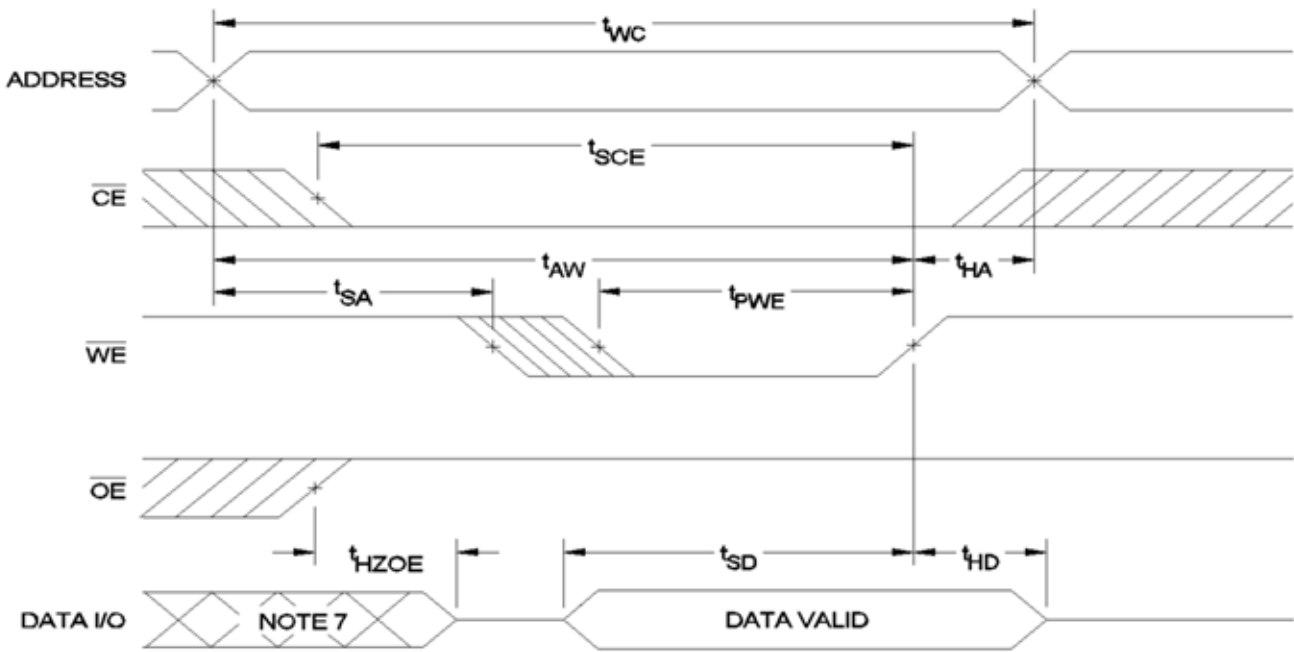 tWC
ADDRESS
tSCE
CE
tAW
tHA
tSA
tPWE
WE
OE
tHZOE
tSD
tHD
DATA I/O
NOTE 7
DATA VALID